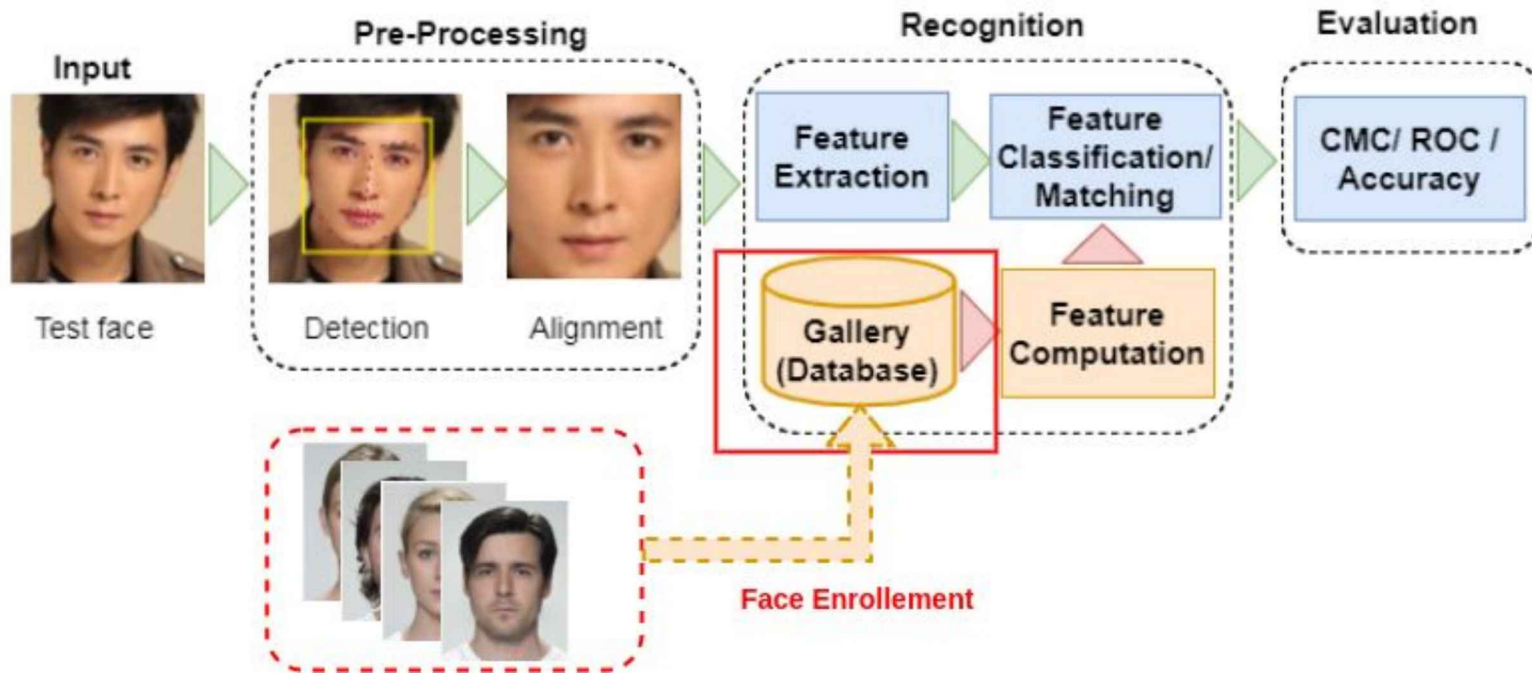 Input
Test face
Pre-Processing
Detection
Alignment
Recognition
Feature
Extraction
Feature
Classification/
Matching
Gallery
(Database)
Feature
Computation
Evaluation
CMC/ ROC /
Accuracy
Face Enrollement